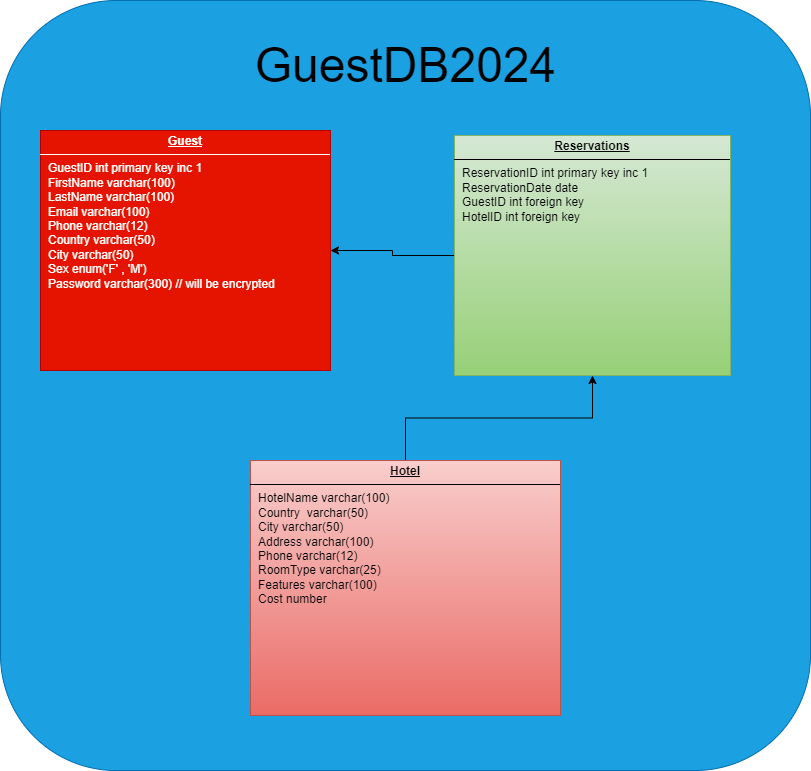 GuestDB2024
Guest
GuestID int primary key inc 1
FirstName varchar(100)
LastName varchar(100)
Email varchar(100)
Phone varchar(12)
Country varchar(50)
City varchar(50)
Sex enum('F' , 'M')
Password varchar(300) // will be encrypted
Reservations
ReservationID int primary key inc 1
ReservationDate date
GuestID int foreign key
HotelID int foreign key
Hotel
HotelName varchar(100)
Country  varchar(50)
City varchar(50)
Address varchar(100)
Phone varchar(12)
RoomType varchar(25)
Features varchar(100)
Cost number